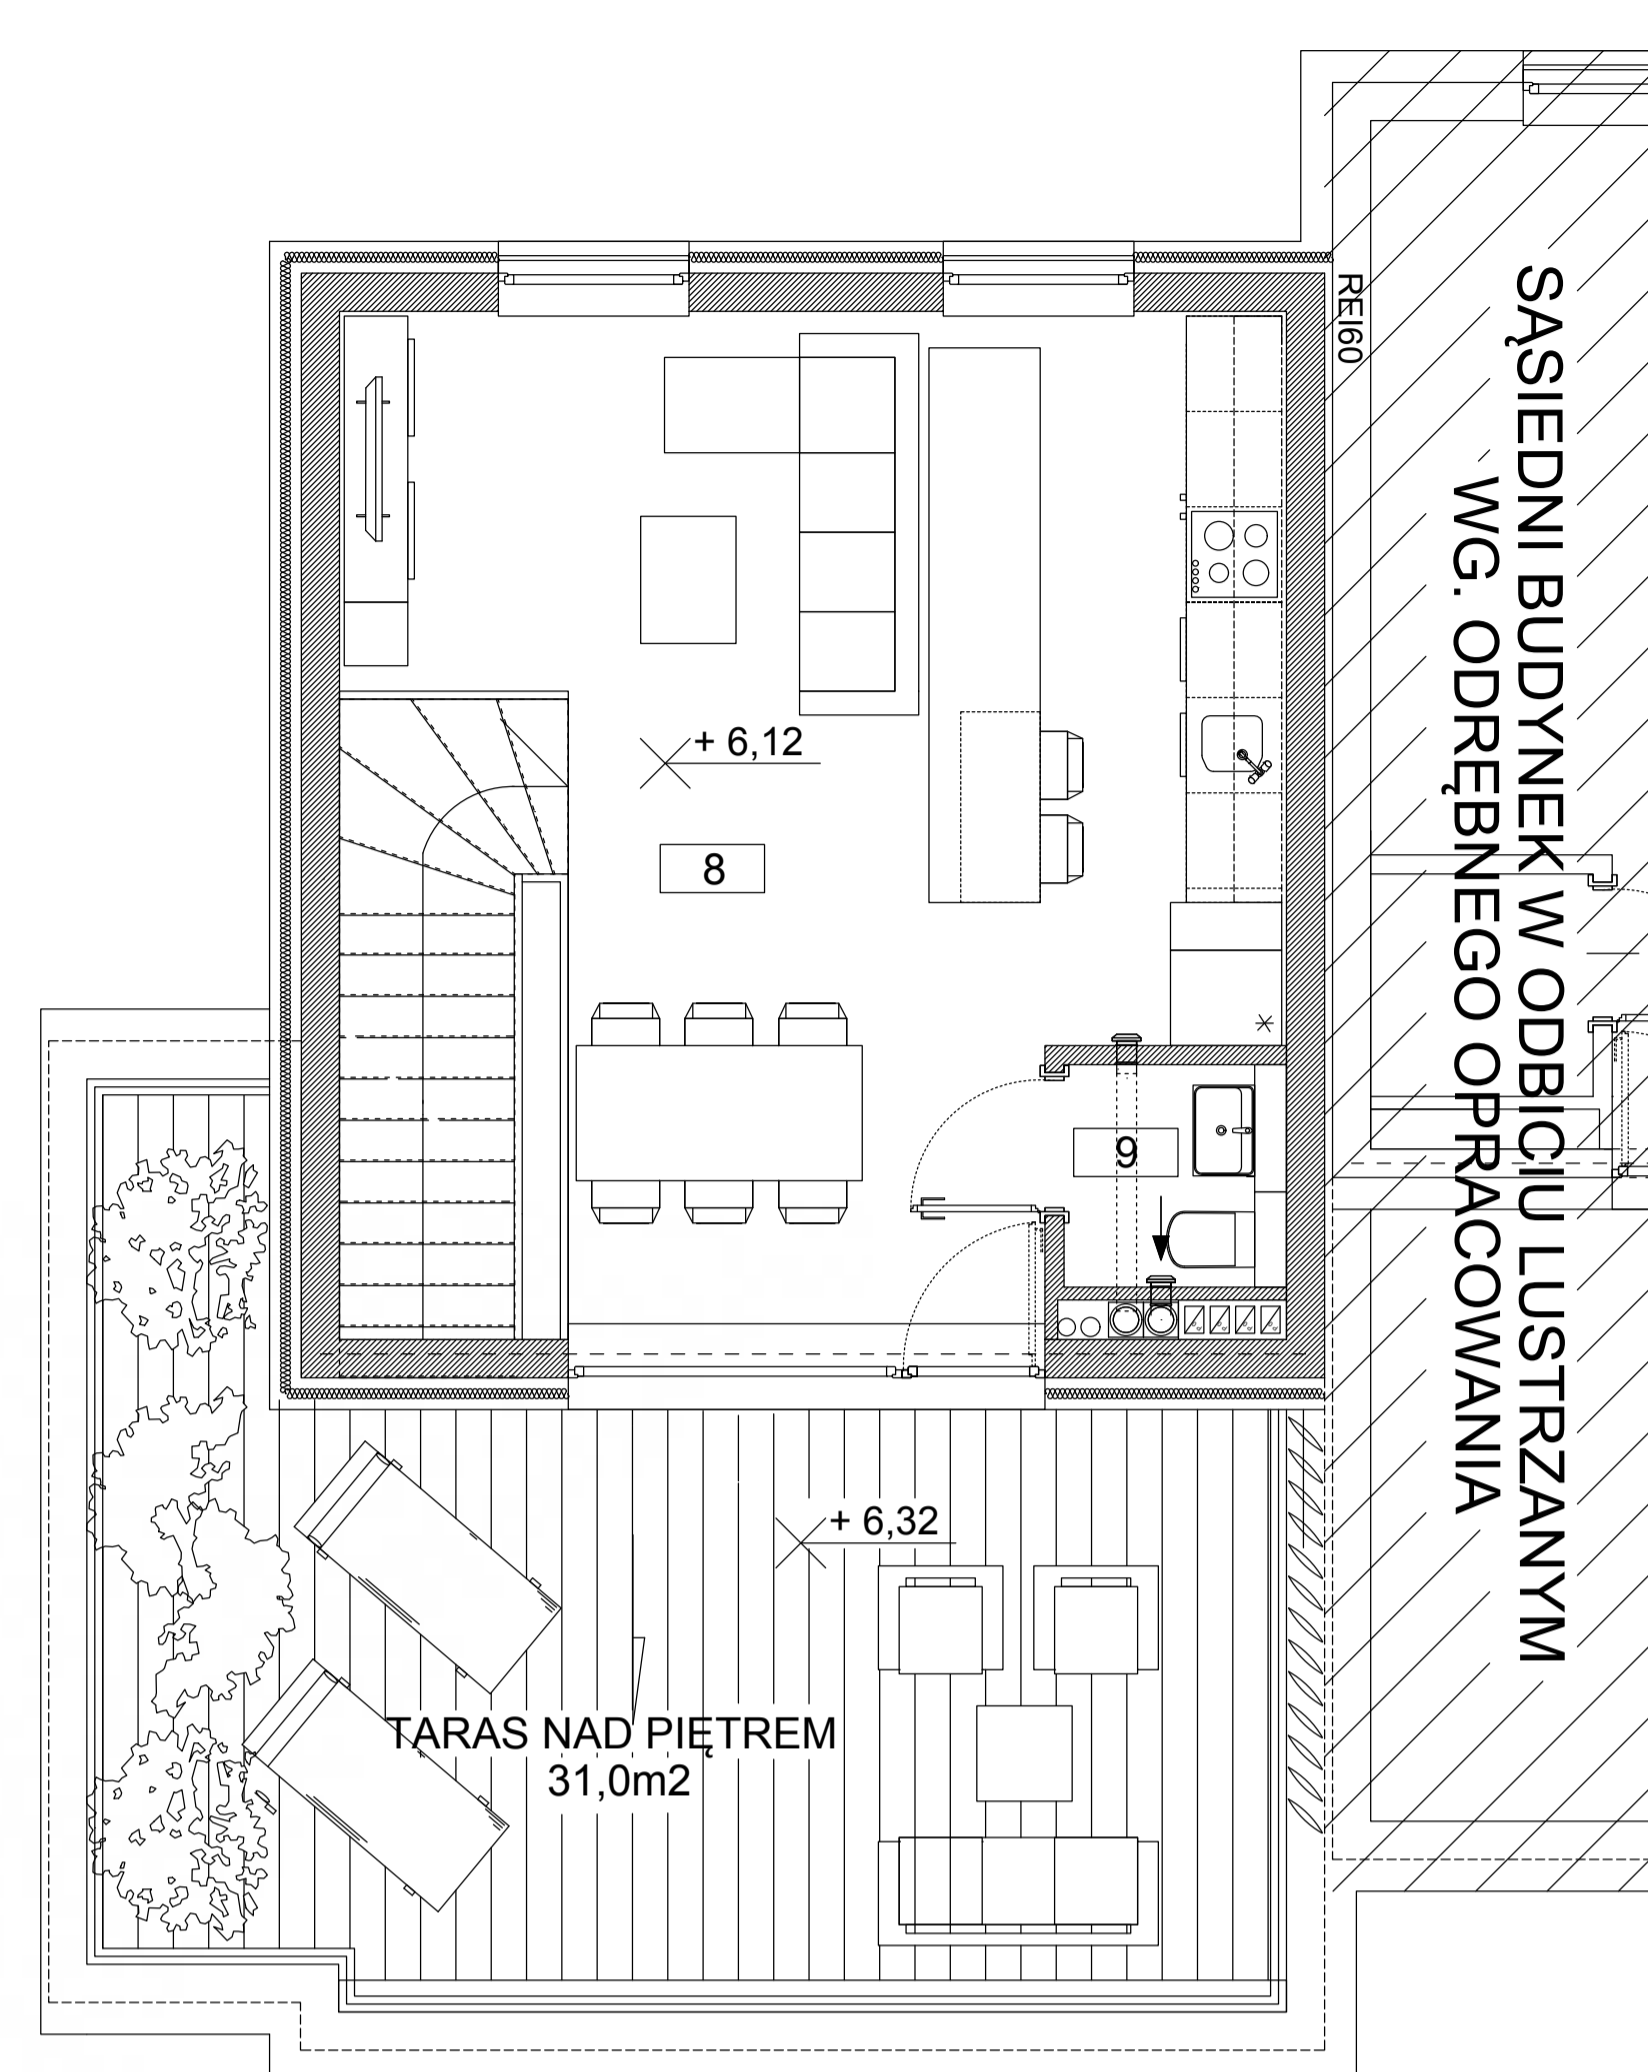 REI60
SĄSIEDNI BUDYNEK W ODBICIU LUSTRZANYM
WG. ODRĘBNEGO OPRACOWANIA
+ 6,12
8
9
+ 6,32
TARAS NAD PIĘTREM
31,0m2